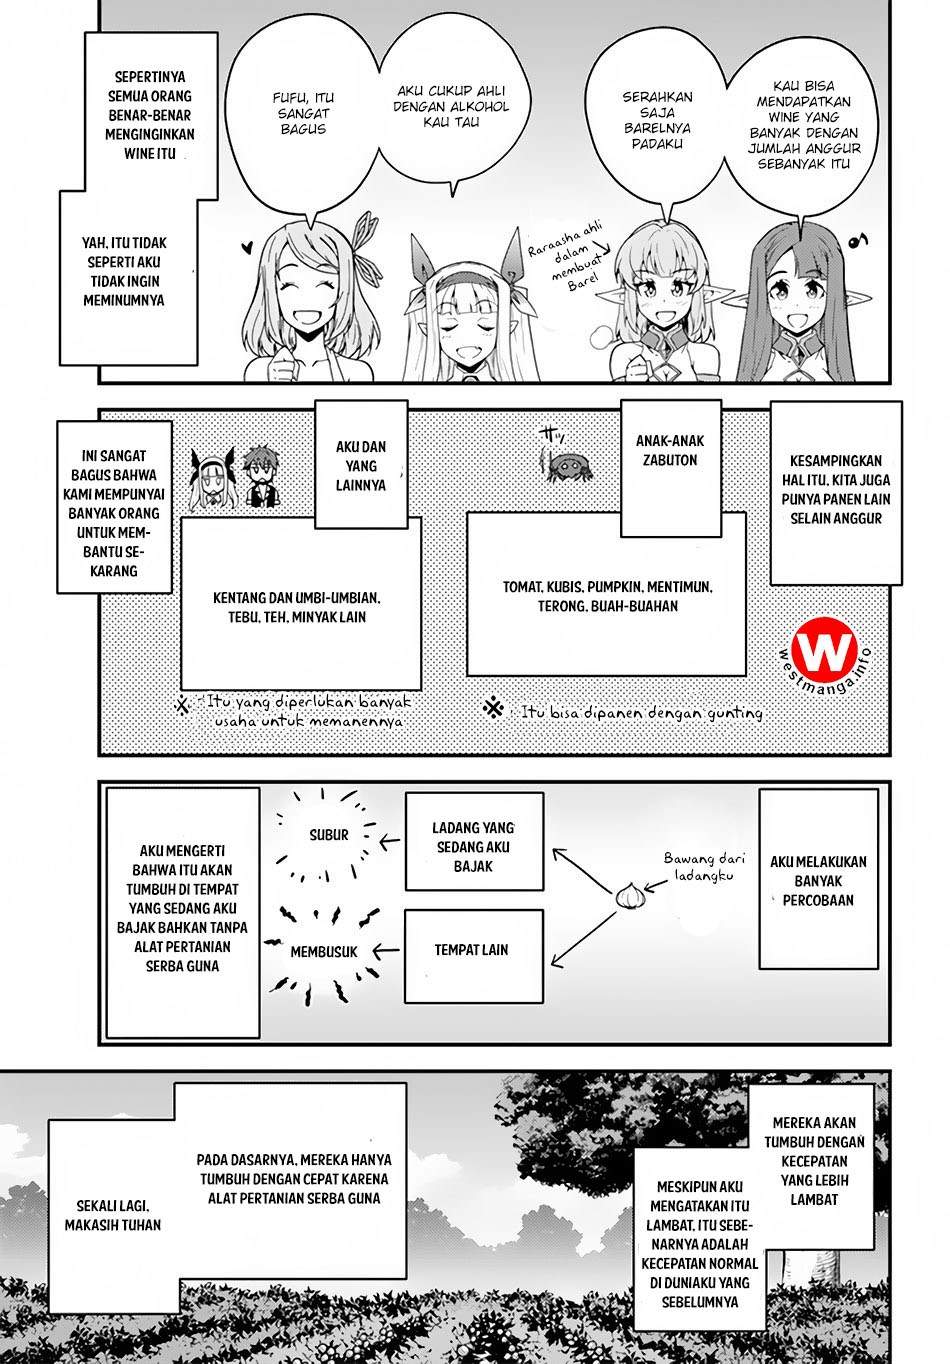 KAU BISA
MENDAPATKAN
WINE YANG
BANYAK DENGAN
JUMLAH ANGGUR
SEBANYAK ITU
SERAHKAN
SAJA
BARELNYA
PADAKU
Raraasha ahli
dalam
membuat
Barel
AKU CUKUP AHLI
DENGAN ALKOHOL
KAU TAU
FUFU, ITU
SANGAT
BAGUS
SEPERTINYA
SEMUA ORANG
BENAR-BENAR
MENGINGINKAN
WINE ITU
YAH, ITU TIDAK
SEPERTI AKU
TIDAK INGIN
MEMINUMNYA
KESAMPINGKAN
HAL ITU, KITA JUGA
PUNYA PANEN LAIN
SELAIN ANGGUR
ANAK-ANAK
ZABUTON
TOMAT, KUBIS, PUMPKIN, MENTIMUN,
TERONG, BUAH-BUAHAN
※ : Itu bisa dipanen dengan gunting
AKU DAN
YANG
LAINNYA
KENTANG DAN UMBI-UMBIAN,
TEBU, TEH, MINYAK LAIN
※ - Itu yang diperlukan banyak
usaha untuk memanennya
INI SANGAT
BAGUS BAHWA
KAMI MEMPUNYAI
BANYAK ORANG
UNTUK MEM-
BANTU SE-
KARANG
W
westmanga.info
AKU MELAKUKAN
BANYAK
PERCOBAAN
Bawang dari
ladangku
LADANG YANG
SEDANG AKU
BAJAK
SUBUR
TEMPAT LAIN
MEMBUSUK
AKU MENGERTI
BAHWA ITU AKAN
TUMBUH DI TEMPAT
YANG SEDANG AKU
BAJAK BAHKAN TANPA
ALAT PERTANIAN
SERBA GUNA
MEREKA AKAN
TUMBUH DENGAN
KECEPATAN
YANG LEBIH
LAMBAT
MESKIPUN AKU
MENGATAKAN ITU
LAMBAT, ITU SEBE-
NARNYA ADALAH
KECEPATAN NORMAL
DI DUNIAKU YANG
SEBELUMNYA
PADA DASARNYA, MEREKA HANYA
TUMBUH DENGAN CEPAT KARENA
ALAT PERTANIAN SERBA GUNA
SEKALI LAGI,
MAKASIH TUHAN